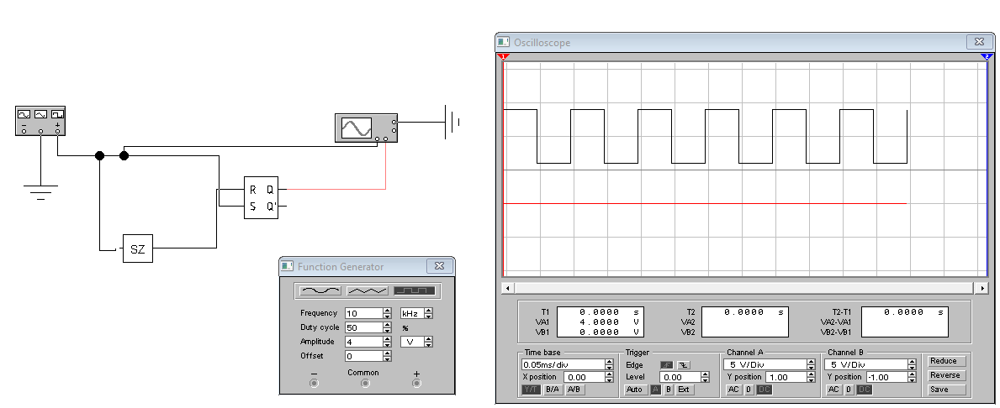 Oscilloscope
1
2
− +
R Q
S Q'
SZ
Function Generator
Frequency 10 kHz
Duty cycle 50 %
Amplitude 4 V
Offset 0
− Common +
T1 0.0000 s
VA1 4.0000 V
VB1 0.0000 V
T2 0.0000 s
VA2
VB2
T2-T1 0.0000 s
VA2-VA1
VB2-VB1
Time base
0.05ms/div
X position 0.00
Y/T B/A A/B
Trigger
Edge
Level 0.00
Auto A B Ext
Channel A
5 V/Div
Y position 1.00
AC 0 DC
Channel B
5 V/Div
Y position -1.00
AC 0 DC
Reduce
Reverse
Save